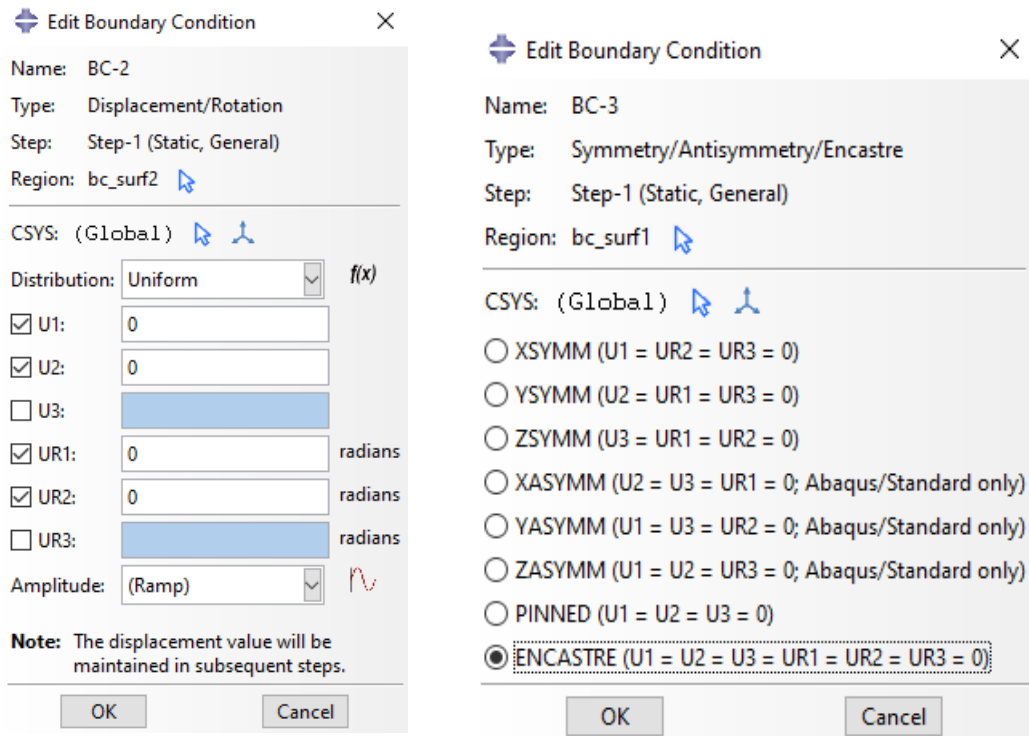 Edit Boundary Condition
Name: BC-2
Type: Displacement/Rotation
Step: Step-1 (Static, General)
Region: bc_surf2
CSYS: (Global)
Distribution: Uniform f(x)
U1: 0
U2: 0
U3:
UR1: 0 radians
UR2: 0 radians
UR3: radians
Amplitude: (Ramp)
Note: The displacement value will be
maintained in subsequent steps.
OK Cancel
Edit Boundary Condition
Name: BC-3
Type: Symmetry/Antisymmetry/Encastre
Step: Step-1 (Static, General)
Region: bc_surf1
CSYS: (Global)
XSYMM (U1 = UR2 = UR3 = 0)
YSYMM (U2 = UR1 = UR3 = 0)
ZSYMM (U3 = UR1 = UR2 = 0)
XASYMM (U2 = U3 = UR1 = 0; Abaqus/Standard only)
YASYMM (U1 = U3 = UR2 = 0; Abaqus/Standard only)
ZASYMM (U1 = U2 = UR3 = 0; Abaqus/Standard only)
PINNED (U1 = U2 = U3 = 0)
ENCASTRE (U1 = U2 = U3 = UR1 = UR2 = UR3 = 0)
OK Cancel